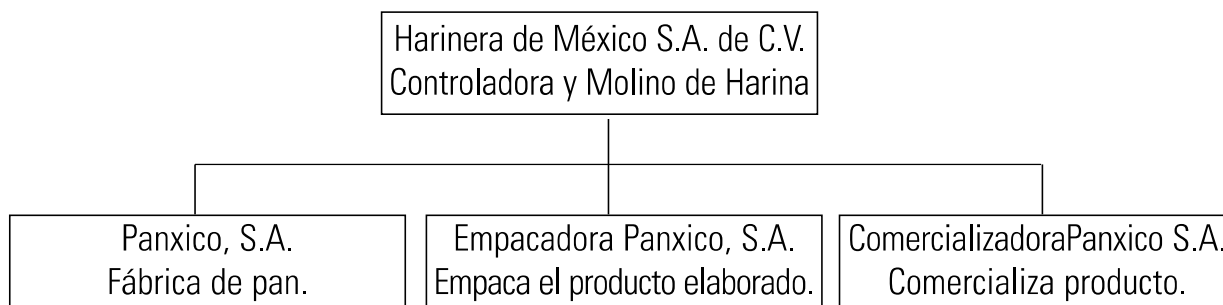 Harinera de México S.A. de C.V.
Controladora y Molino de Harina
Panxico, S.A.
Fábrica de pan.
Empacadora Panxico, S.A.
Empaca el producto elaborado.
ComercializadoraPanxico S.A.
Comercializa producto.